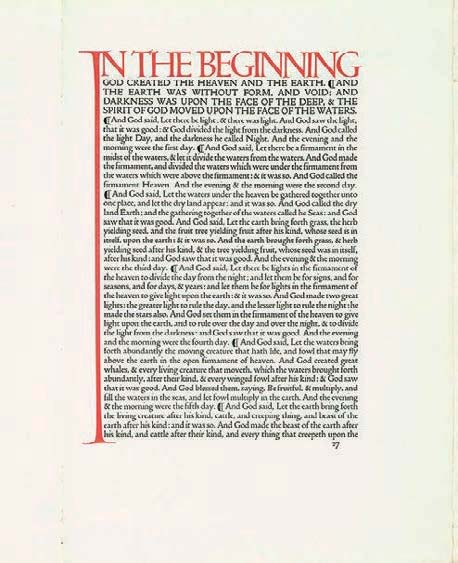 IN THE BEGINNING
GOD CREATED THE HEAVEN AND THE EARTH. ¶ AND
THE EARTH WAS WITHOUT FORM, AND VOID; AND
DARKNESS WAS UPON THE FACE OF THE DEEP, & THE
SPIRIT OF GOD MOVED UPON THE FACE OF THE WATERS.
¶ And God said, Let there be light: & there was light. And God saw the light,
that it was good: & God divided the light from the darkness. And God called
the light Day, and the darkness he called Night. And the evening and the
morning were the first day. ¶ And God said, Let there be a firmament in the
midst of the waters, & let it divide the waters from the waters. And God made
the firmament, and divided the waters which were under the firmament from
the waters which were above the firmament: & it was so. And God called the
firmament Heaven. And the evening & the morning were the second day.
¶ And God said, Let the waters under the heaven be gathered together unto
one place, and let the dry land appear: and it was so. And God called the dry
land Earth; and the gathering together of the waters called he Seas: and God
saw that it was good. And God said, Let the earth bring forth grass, the herb
yielding seed, and the fruit tree yielding fruit after his kind, whose seed is in
itself, upon the earth: & it was so. And the earth brought forth grass, & herb
yielding seed after his kind, & the tree yielding fruit, whose seed was in itself,
after his kind: and God saw that it was good. And the evening & the morning
were the third day. ¶ And God said, Let there be lights in the firmament of
the heaven to divide the day from the night; and let them be for signs, and for
seasons, and for days, & years: and let them be for lights in the firmament of
the heaven to give light upon the earth: & it was so. And God made two great
lights; the greater light to rule the day, and the lesser light to rule the night: he
made the stars also. And God set them in the firmament of the heaven to give
light upon the earth, and to rule over the day and over the night, & to divide
the light from the darkness: and God saw that it was good. And the evening
and the morning were the fourth day. ¶ And God said, Let the waters bring
forth abundantly the moving creature that hath life, and fowl that may fly
above the earth in the open firmament of heaven. And God created great
whales, & every living creature that moveth, which the waters brought forth
abundantly, after their kind, & every winged fowl after his kind: & God saw
that it was good. And God blessed them, saying, Be fruitful, & multiply, and
fill the waters in the seas, and let fowl multiply in the earth. And the evening
& the morning were the fifth day. ¶ And God said, Let the earth bring forth
the living creature after his kind, cattle, and creeping thing, and beast of the
earth after his kind: and it was so. And God made the beast of the earth after
his kind, and cattle after their kind, and every thing that creepeth upon the
27